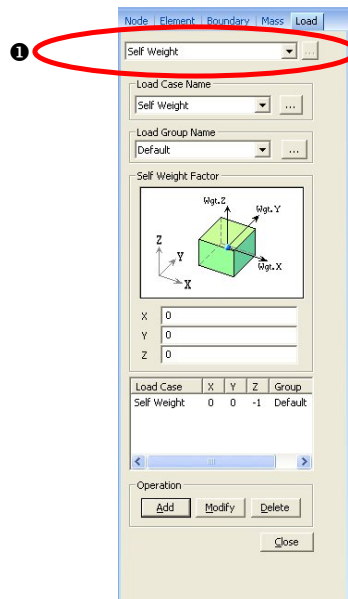 Node Element Boundary Mass Load
❶
Self Weight ...
Load Case Name
Self Weight ...
Load Group Name
Default ...
Self Weight Factor
Wgt.Z
Wgt.Y
Z
Y
X
Wgt.X
X 0
Y 0
Z 0
Load Case X Y Z Group
Self Weight 0 0 -1 Default
Operation
Add Modify Delete
Close